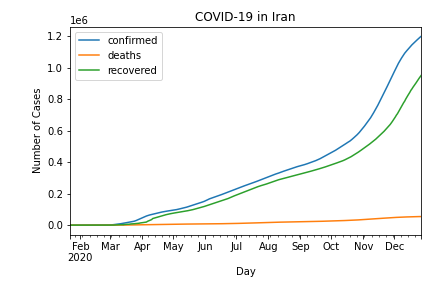 COVID-19 in Iran
1e6
confirmed
deaths
recovered
Number of Cases
1.2
1.0
0.8
0.6
0.4
0.2
0.0
Feb Mar Apr May Jun Jul Aug Sep Oct Nov Dec
2020
Day